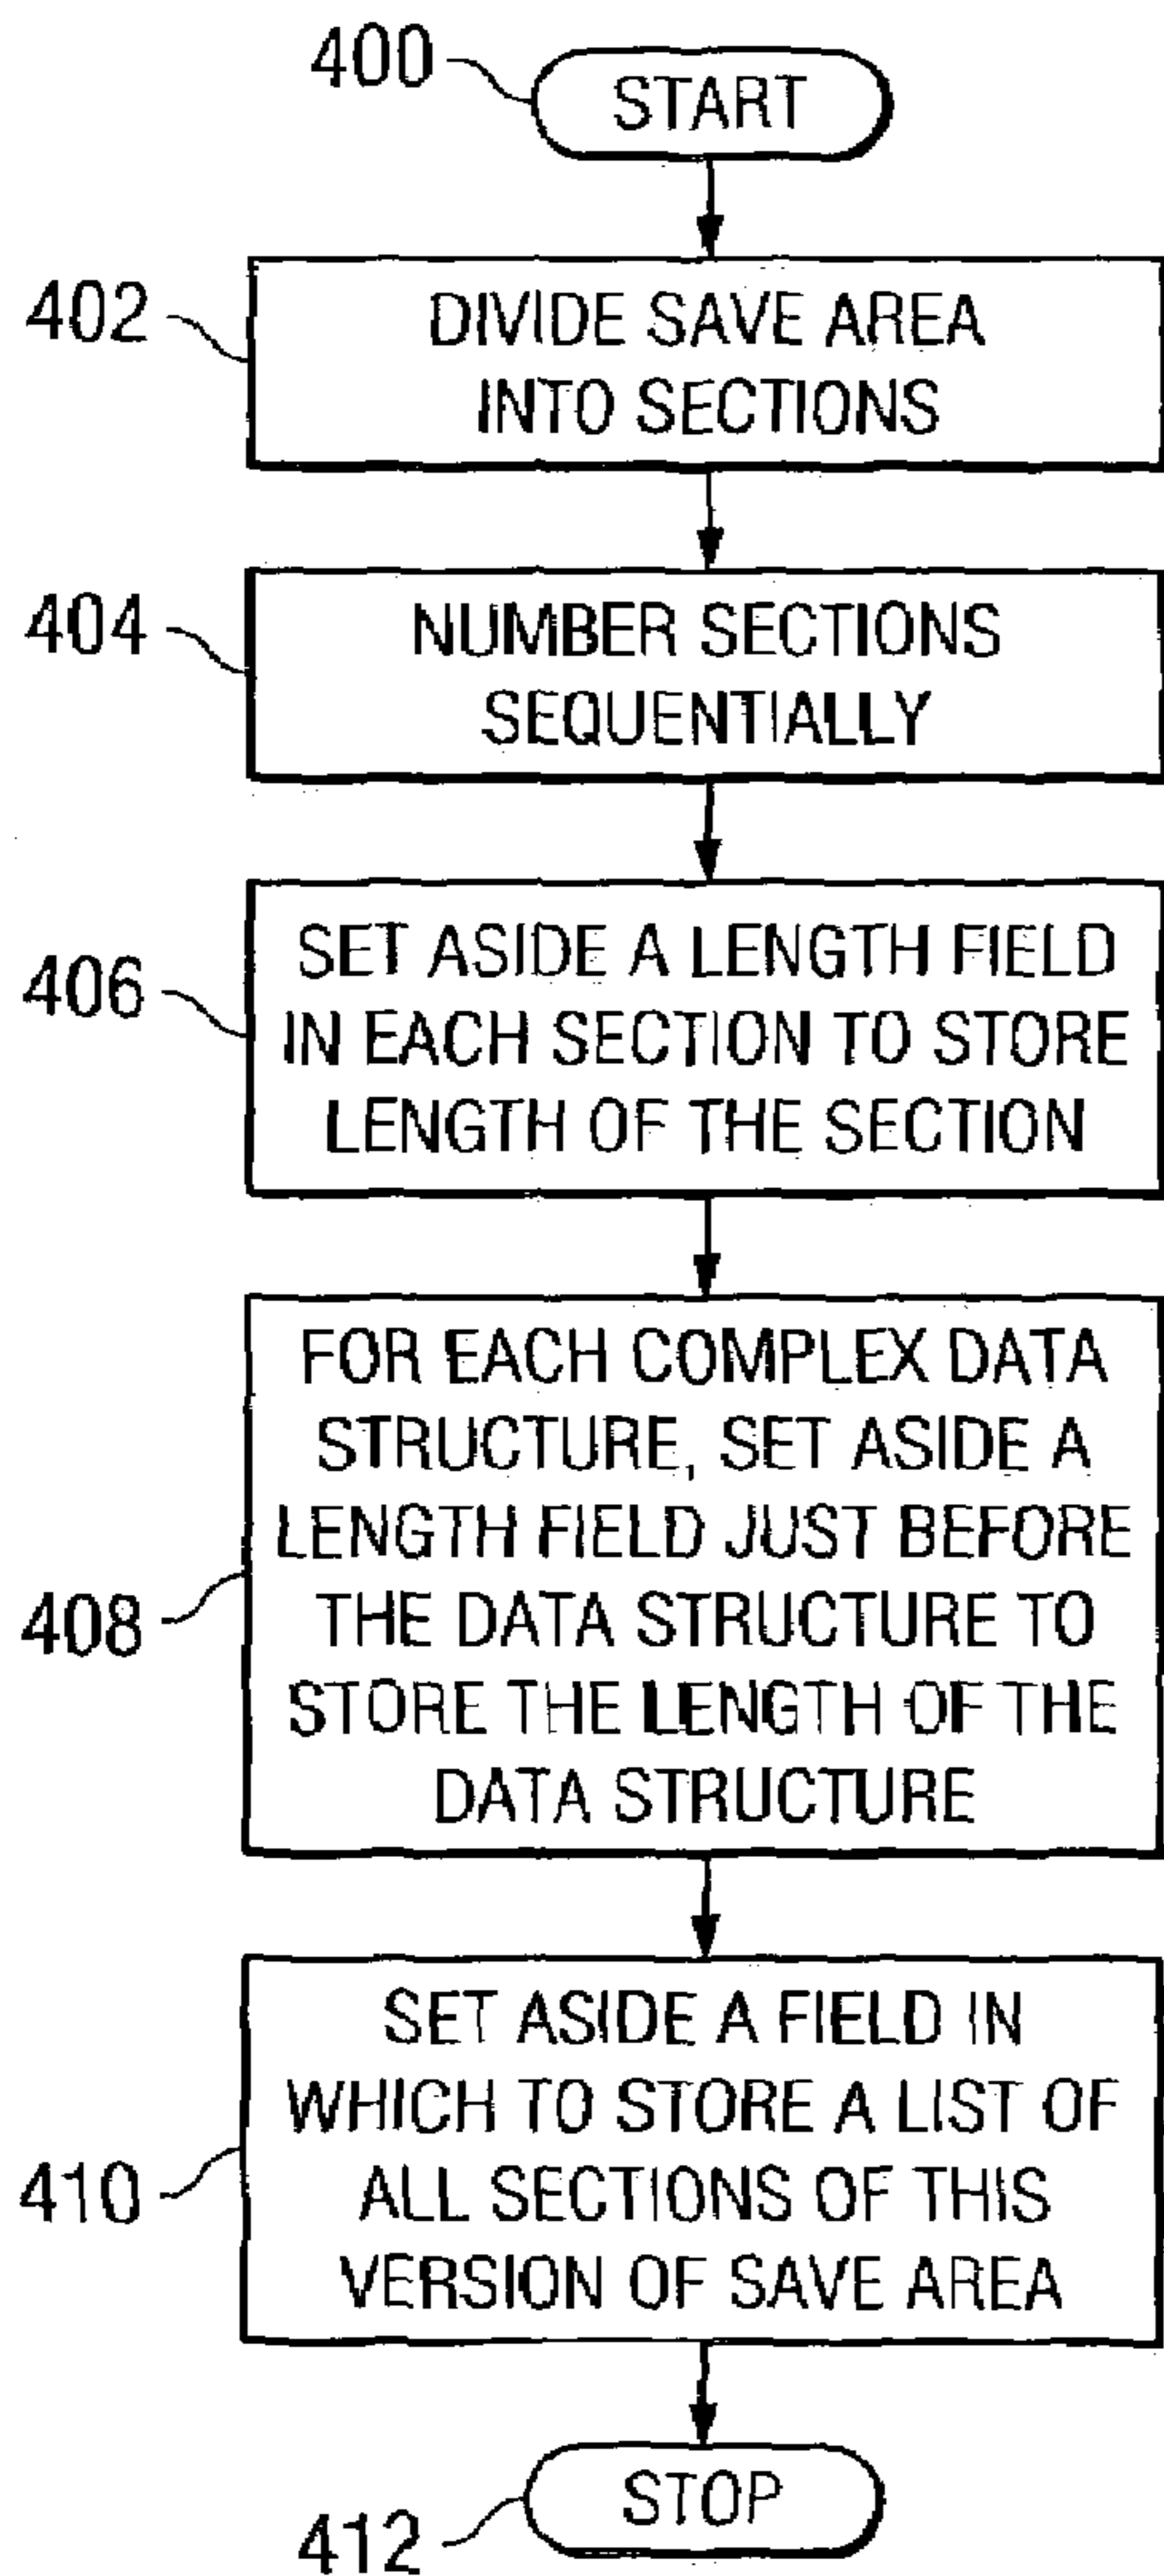 400
START
402
DIVIDE SAVE AREA
INTO SECTIONS
404
NUMBER SECTIONS
SEQUENTIALLY
406
SET ASIDE A LENGTH FIELD
IN EACH SECTION TO STORE
LENGTH OF THE SECTION
408
FOR EACH COMPLEX DATA
STRUCTURE, SET ASIDE A
LENGTH FIELD JUST BEFORE
THE DATA STRUCTURE TO
STORE THE LENGTH OF THE
DATA STRUCTURE
410
SET ASIDE A FIELD IN
WHICH TO STORE A LIST OF
ALL SECTIONS OF THIS
VERSION OF SAVE AREA
412
STOP